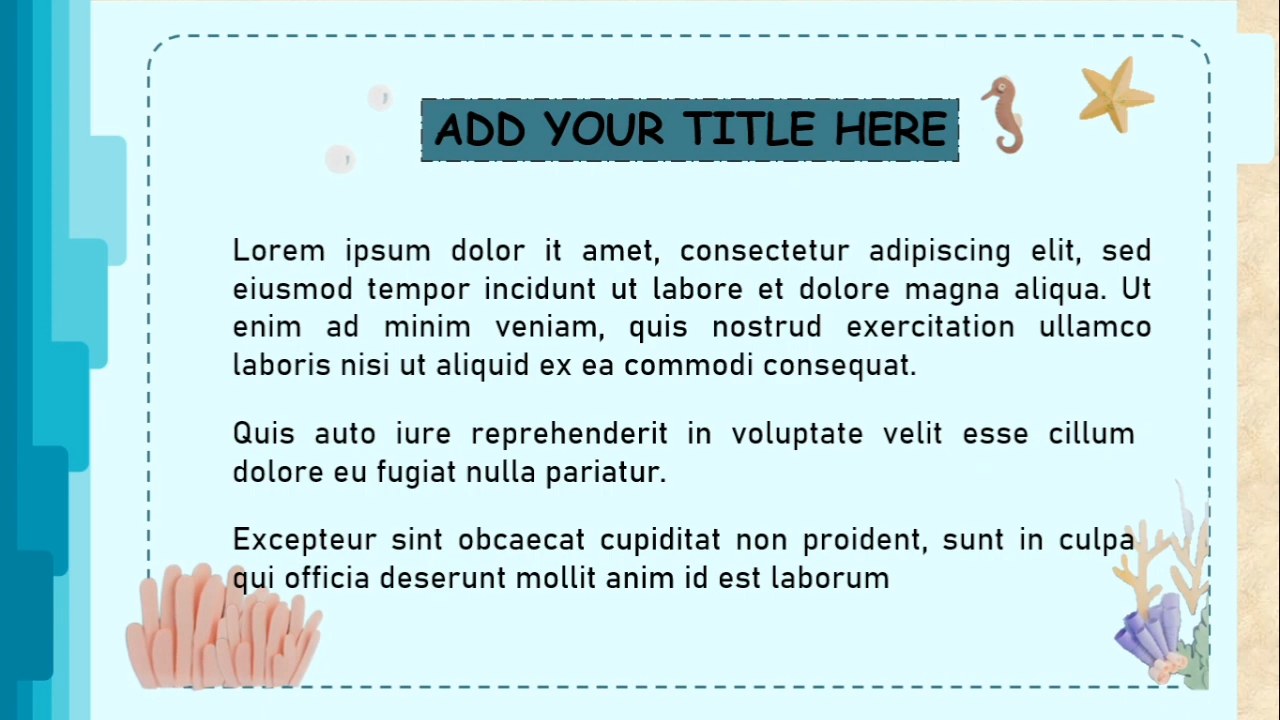 ADD YOUR TITLE HERE
Lorem ipsum dolor it amet, consectetur adipiscing elit, sed
eiusmod tempor incidunt ut labore et dolore magna aliqua. Ut
enim ad minim veniam, quis nostrud exercitation ullamco
laboris nisi ut aliquid ex ea commodi consequat.
Quis auto iure reprehenderit in voluptate velit esse cillum
dolore eu fugiat nulla pariatur.
Excepteur sint obcaecat cupiditat non proident, sunt in culpa
qui officia deserunt mollit anim id est laborum